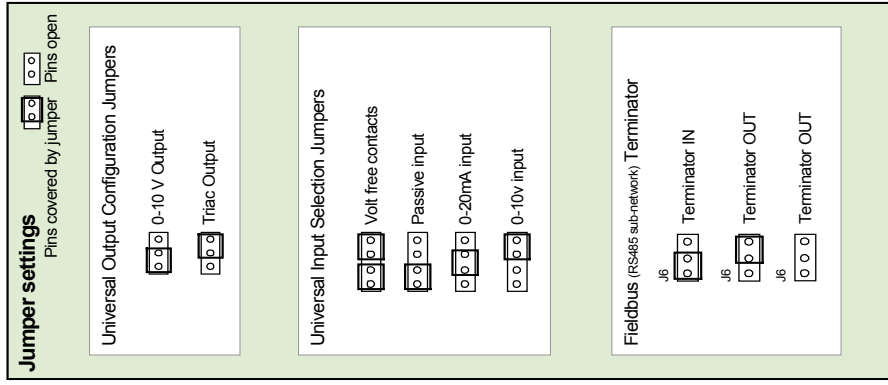 Jumper settings
Pins covered by jumper
Pins open
Universal Output Configuration Jumpers
0-10 V Output
Triac Output
Universal Input Selection Jumpers
Volt free contacts
Passive input
0-20mA input
0-10v input
Fieldbus (RS485 sub-network) Terminator
J6
Terminator IN
J6
Terminator OUT
J6
Terminator OUT